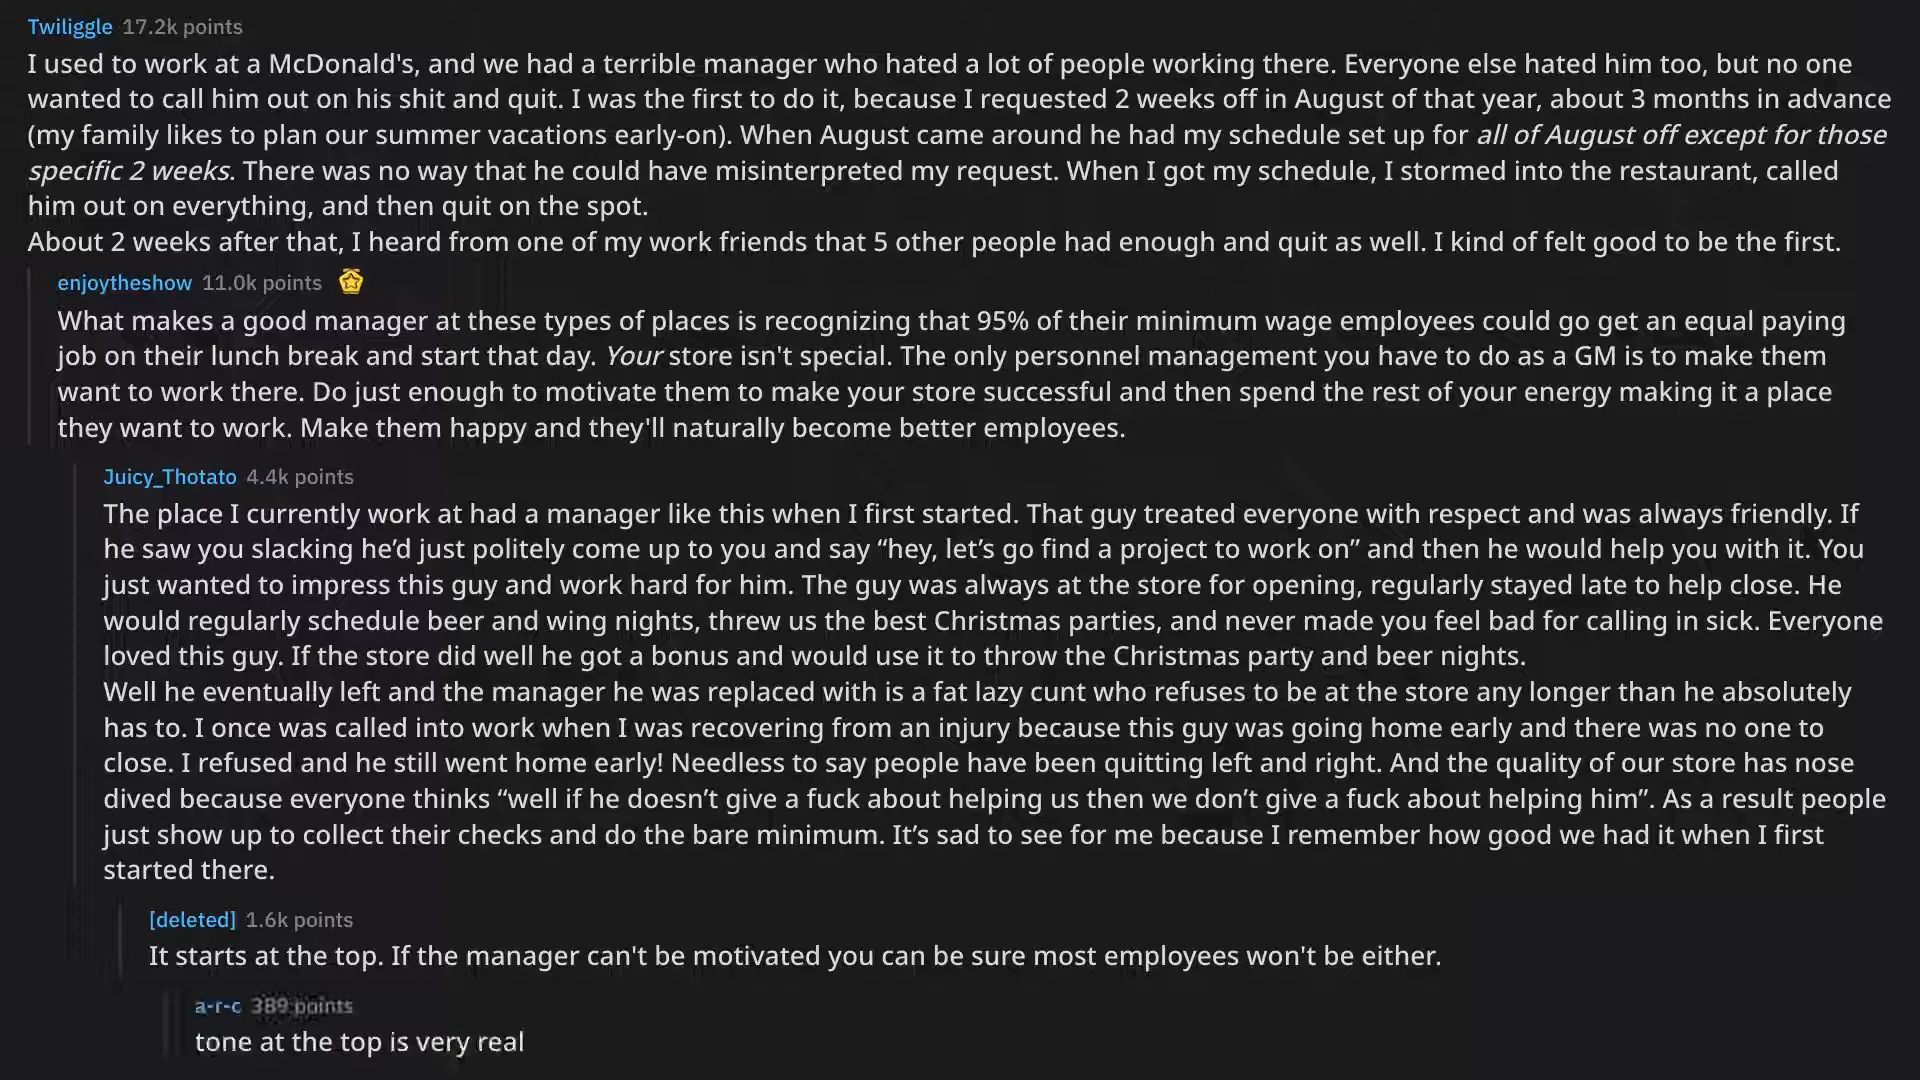 Twiliggle 17.2k points
I used to work at a McDonald's, and we had a terrible manager who hated a lot of people working there. Everyone else hated him too, but no one
wanted to call him out on his shit and quit. I was the first to do it, because I requested 2 weeks off in August of that year, about 3 months in advance
(my family likes to plan our summer vacations early-on). When August came around he had my schedule set up for all of August off except for those
specific 2 weeks. There was no way that he could have misinterpreted my request. When I got my schedule, I stormed into the restaurant, called
him out on everything, and then quit on the spot.
About 2 weeks after that, I heard from one of my work friends that 5 other people had enough and quit as well. I kind of felt good to be the first.
enjoytheshow 11.0k points
What makes a good manager at these types of places is recognizing that 95% of their minimum wage employees could go get an equal paying
job on their lunch break and start that day. Your store isn't special. The only personnel management you have to do as a GM is to make them
want to work there. Do just enough to motivate them to make your store successful and then spend the rest of your energy making it a place
they want to work. Make them happy and they'll naturally become better employees.
Juicy_Thotato 4.4k points
The place I currently work at had a manager like this when I first started. That guy treated everyone with respect and was always friendly. If
he saw you slacking he’d just politely come up to you and say “hey, let’s go find a project to work on” and then he would help you with it. You
just wanted to impress this guy and work hard for him. The guy was always at the store for opening, regularly stayed late to help close. He
would regularly schedule beer and wing nights, threw us the best Christmas parties, and never made you feel bad for calling in sick. Everyone
loved this guy. If the store did well he got a bonus and would use it to throw the Christmas party and beer nights.
Well he eventually left and the manager he was replaced with is a fat lazy cunt who refuses to be at the store any longer than he absolutely
has to. I once was called into work when I was recovering from an injury because this guy was going home early and there was no one to
close. I refused and he still went home early! Needless to say people have been quitting left and right. And the quality of our store has nose
dived because everyone thinks “well if he doesn’t give a fuck about helping us then we don’t give a fuck about helping him”. As a result people
just show up to collect their checks and do the bare minimum. It’s sad to see for me because I remember how good we had it when I first
started there.
[deleted] 1.6k points
It starts at the top. If the manager can't be motivated you can be sure most employees won't be either.
a-r-c 389 points
tone at the top is very real